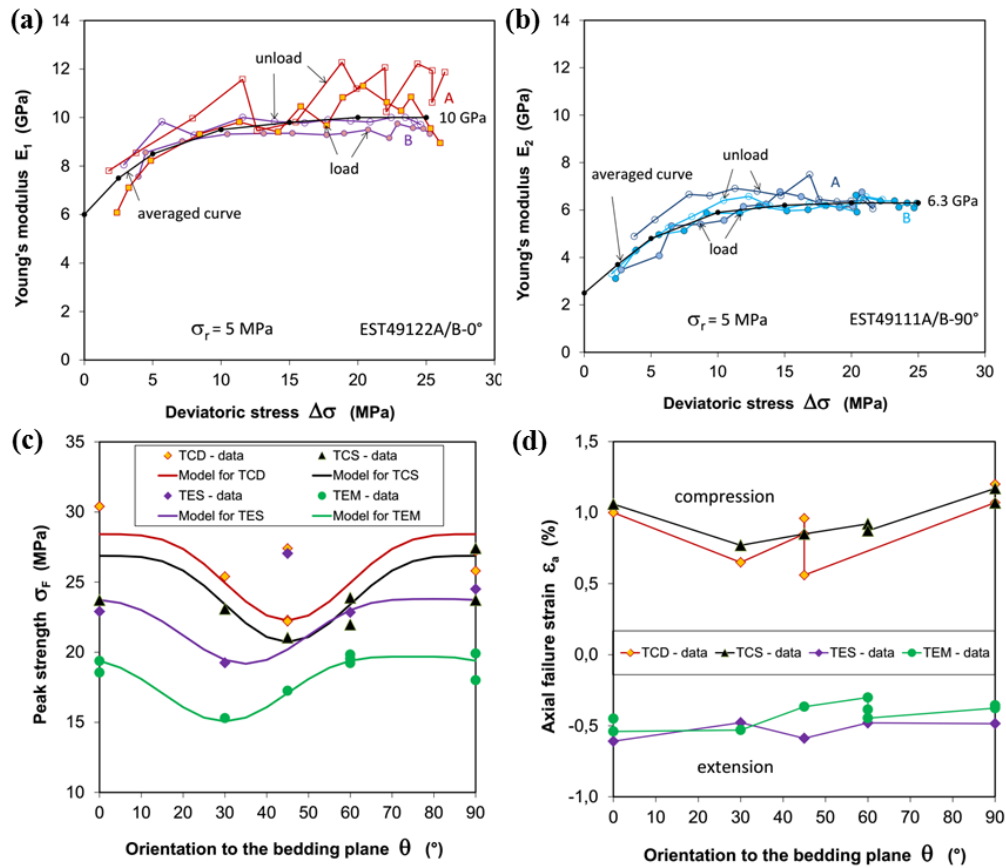 (a)
14
12
10
8
6
4
2
0
Young's modulus E₁ (GPa)
unload
A
10 GPa
B
load
averaged curve
σr = 5 MPa
EST49122A/B-0°
0 5 10 15 20 25 30
Deviatoric stress Δσ (MPa)
(b)
14
12
10
8
6
4
2
0
Young's modulus E₂ (GPa)
averaged curve
unload
A
6.3 GPa
B
load
σr = 5 MPa
EST49111A/B-90°
0 5 10 15 20 25 30
Deviatoric stress Δσ (MPa)
(c)
35
30
25
20
15
10
Peak strength σF (MPa)
TCD - data TCS - data
Model for TCD Model for TCS
TES - data TEM - data
Model for TES Model for TEM
0 10 20 30 40 50 60 70 80 90
Orientation to the bedding plane θ (°)
(d)
1,5
1,0
0,5
0,0
-0,5
-1,0
Axial failure strain εa (%)
compression
TCD - data TCS - data TES - data TEM - data
extension
0 10 20 30 40 50 60 70 80 90
Orientation to the bedding plane θ (°)